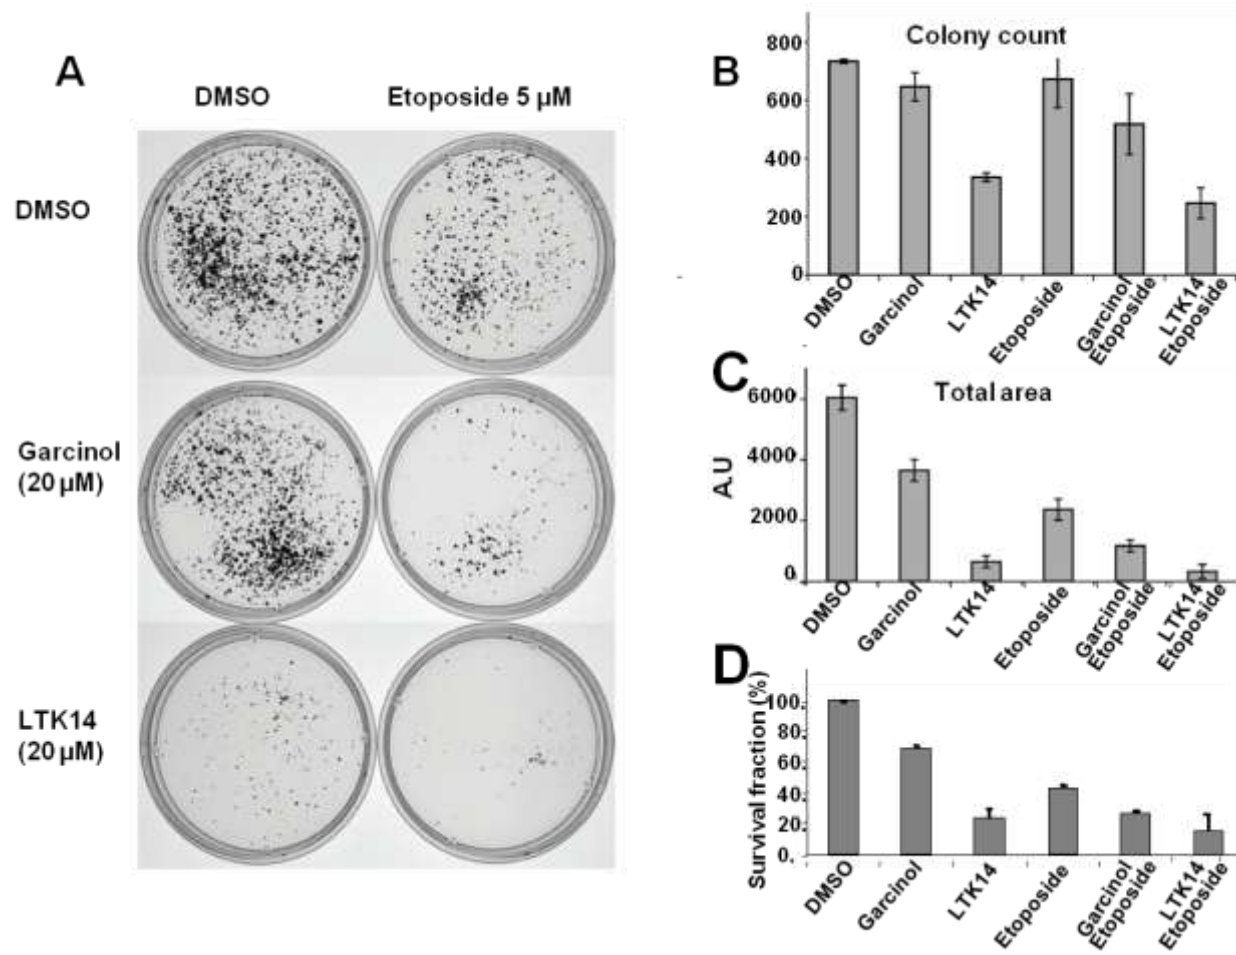 A
DMSO
Etoposide 5 µM
DMSO
Garcinol
(20 µM)
LTK14
(20 µM)
B
Colony count
800
600
400
200
0
DMSO
Garcinol
LTK14
Etoposide
Garcinol
Etoposide
LTK14
Etoposide
C
Total area
A.U
6000
4000
2000
0
DMSO
Garcinol
LTK14
Etoposide
Garcinol
Etoposide
LTK14
Etoposide
D
Survival fraction (%)
100
80
60
40
20
0
DMSO
Garcinol
LTK14
Etoposide
Garcinol
Etoposide
LTK14
Etoposide